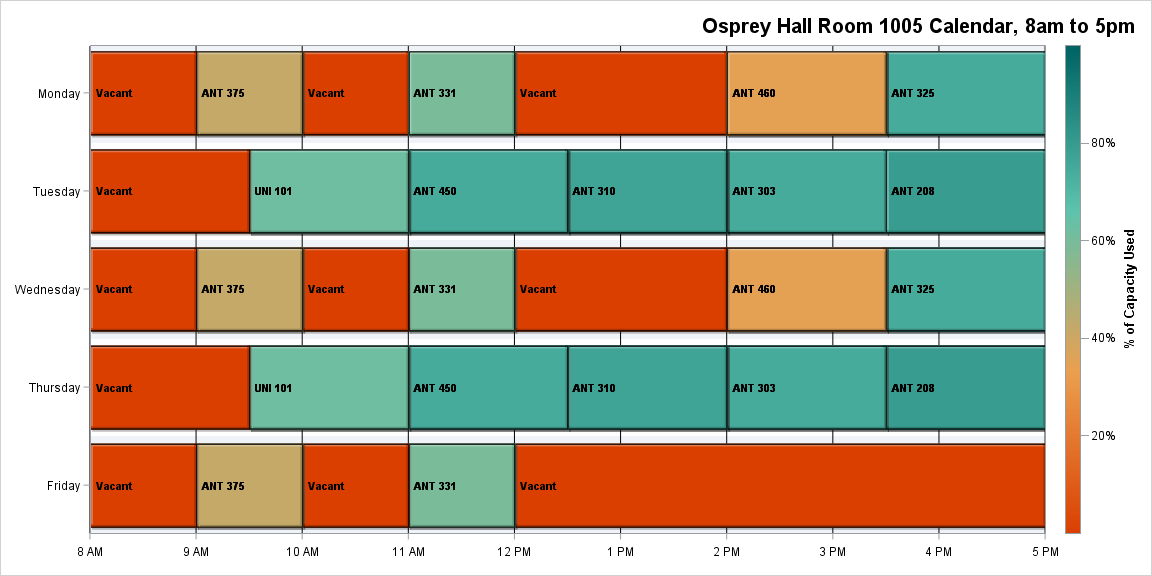 Osprey Hall Room 1005 Calendar, 8am to 5pm
Monday
Vacant
ANT 375
Vacant
ANT 331
Vacant
ANT 460
ANT 325
Tuesday
Vacant
UNI 101
ANT 450
ANT 310
ANT 303
ANT 208
Wednesday
Vacant
ANT 375
Vacant
ANT 331
Vacant
ANT 460
ANT 325
Thursday
Vacant
UNI 101
ANT 450
ANT 310
ANT 303
ANT 208
Friday
Vacant
ANT 375
Vacant
ANT 331
Vacant
8 AM
9 AM
10 AM
11 AM
12 PM
1 PM
2 PM
3 PM
4 PM
5 PM
80%
60%
40%
20%
% of Capacity Used